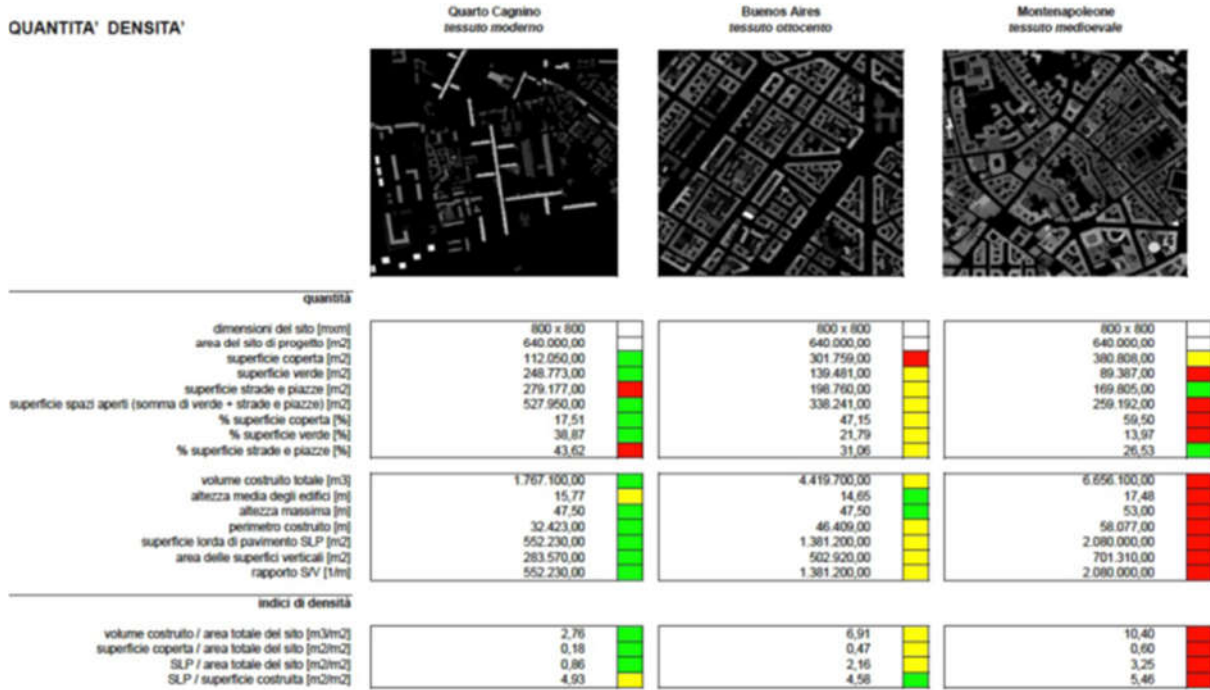 QUANTITA' DENSITA'
Quarto Cagnino
tessuto moderno
Buenos Aires
tessuto ottocento
Montenapoleone
tessuto medioevale
quantità
dimensioni del sito [mxm] 800 x 800 800 x 800 800 x 800
area del sito di progetto [m2] 640.000,00 640.000,00 640.000,00
superficie coperta [m2] 112.050,00 301.759,00 380.808,00
superficie verde [m2] 248.773,00 139.481,00 89.387,00
superficie strade e piazze [m2] 279.177,00 198.760,00 169.805,00
superficie spazi aperti (somma di verde + strade e piazze) [m2] 527.950,00 338.241,00 259.192,00
% superficie coperta [%] 17,51 47,15 59,50
% superficie verde [%] 38,87 21,79 13,97
% superficie strade e piazze [%] 43,62 31,06 26,53
volume costruito totale [m3] 1.767.100,00 4.419.700,00 6.656.100,00
altezza media degli edifici [m] 15,77 14,65 17,48
altezza massima [m] 47,50 47,50 53,00
perimetro costruito [m] 32.423,00 46.409,00 58.077,00
superficie lorda di pavimento SLP [m2] 552.230,00 1.381.200,00 2.080.000,00
area delle superfici verticali [m2] 283.570,00 502.920,00 701.310,00
rapporto S/V [1/m] 552.230,00 1.381.200,00 2.080.000,00
indici di densità
volume costruito / area totale del sito [m3/m2] 2,76 6,91 10,40
superficie coperta / area totale del sito [m2/m2] 0,18 0,47 0,60
SLP / area totale del sito [m2/m2] 0,86 2,16 3,25
SLP / superficie costruita [m2/m2] 4,93 4,58 5,46